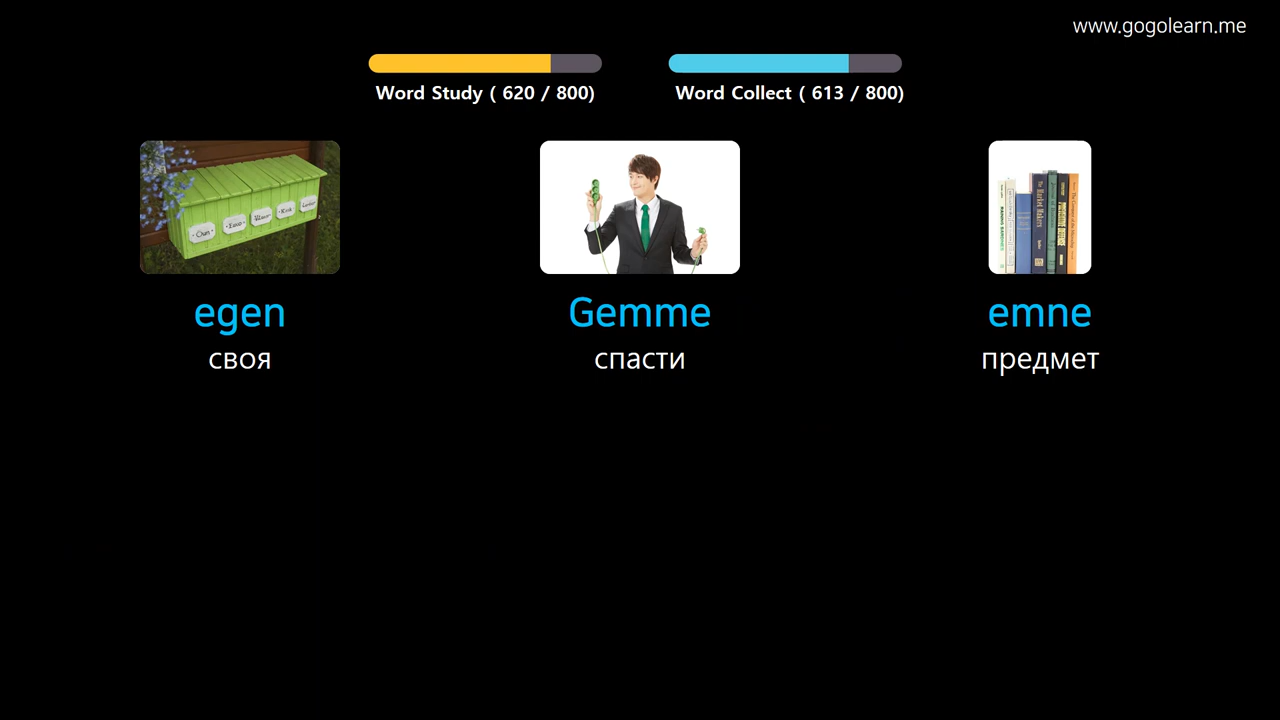 www.gogolearn.me
Word Study ( 620 / 800)
Word Collect ( 613 / 800)
egen
Gemme
emne
своя
спасти
предмет